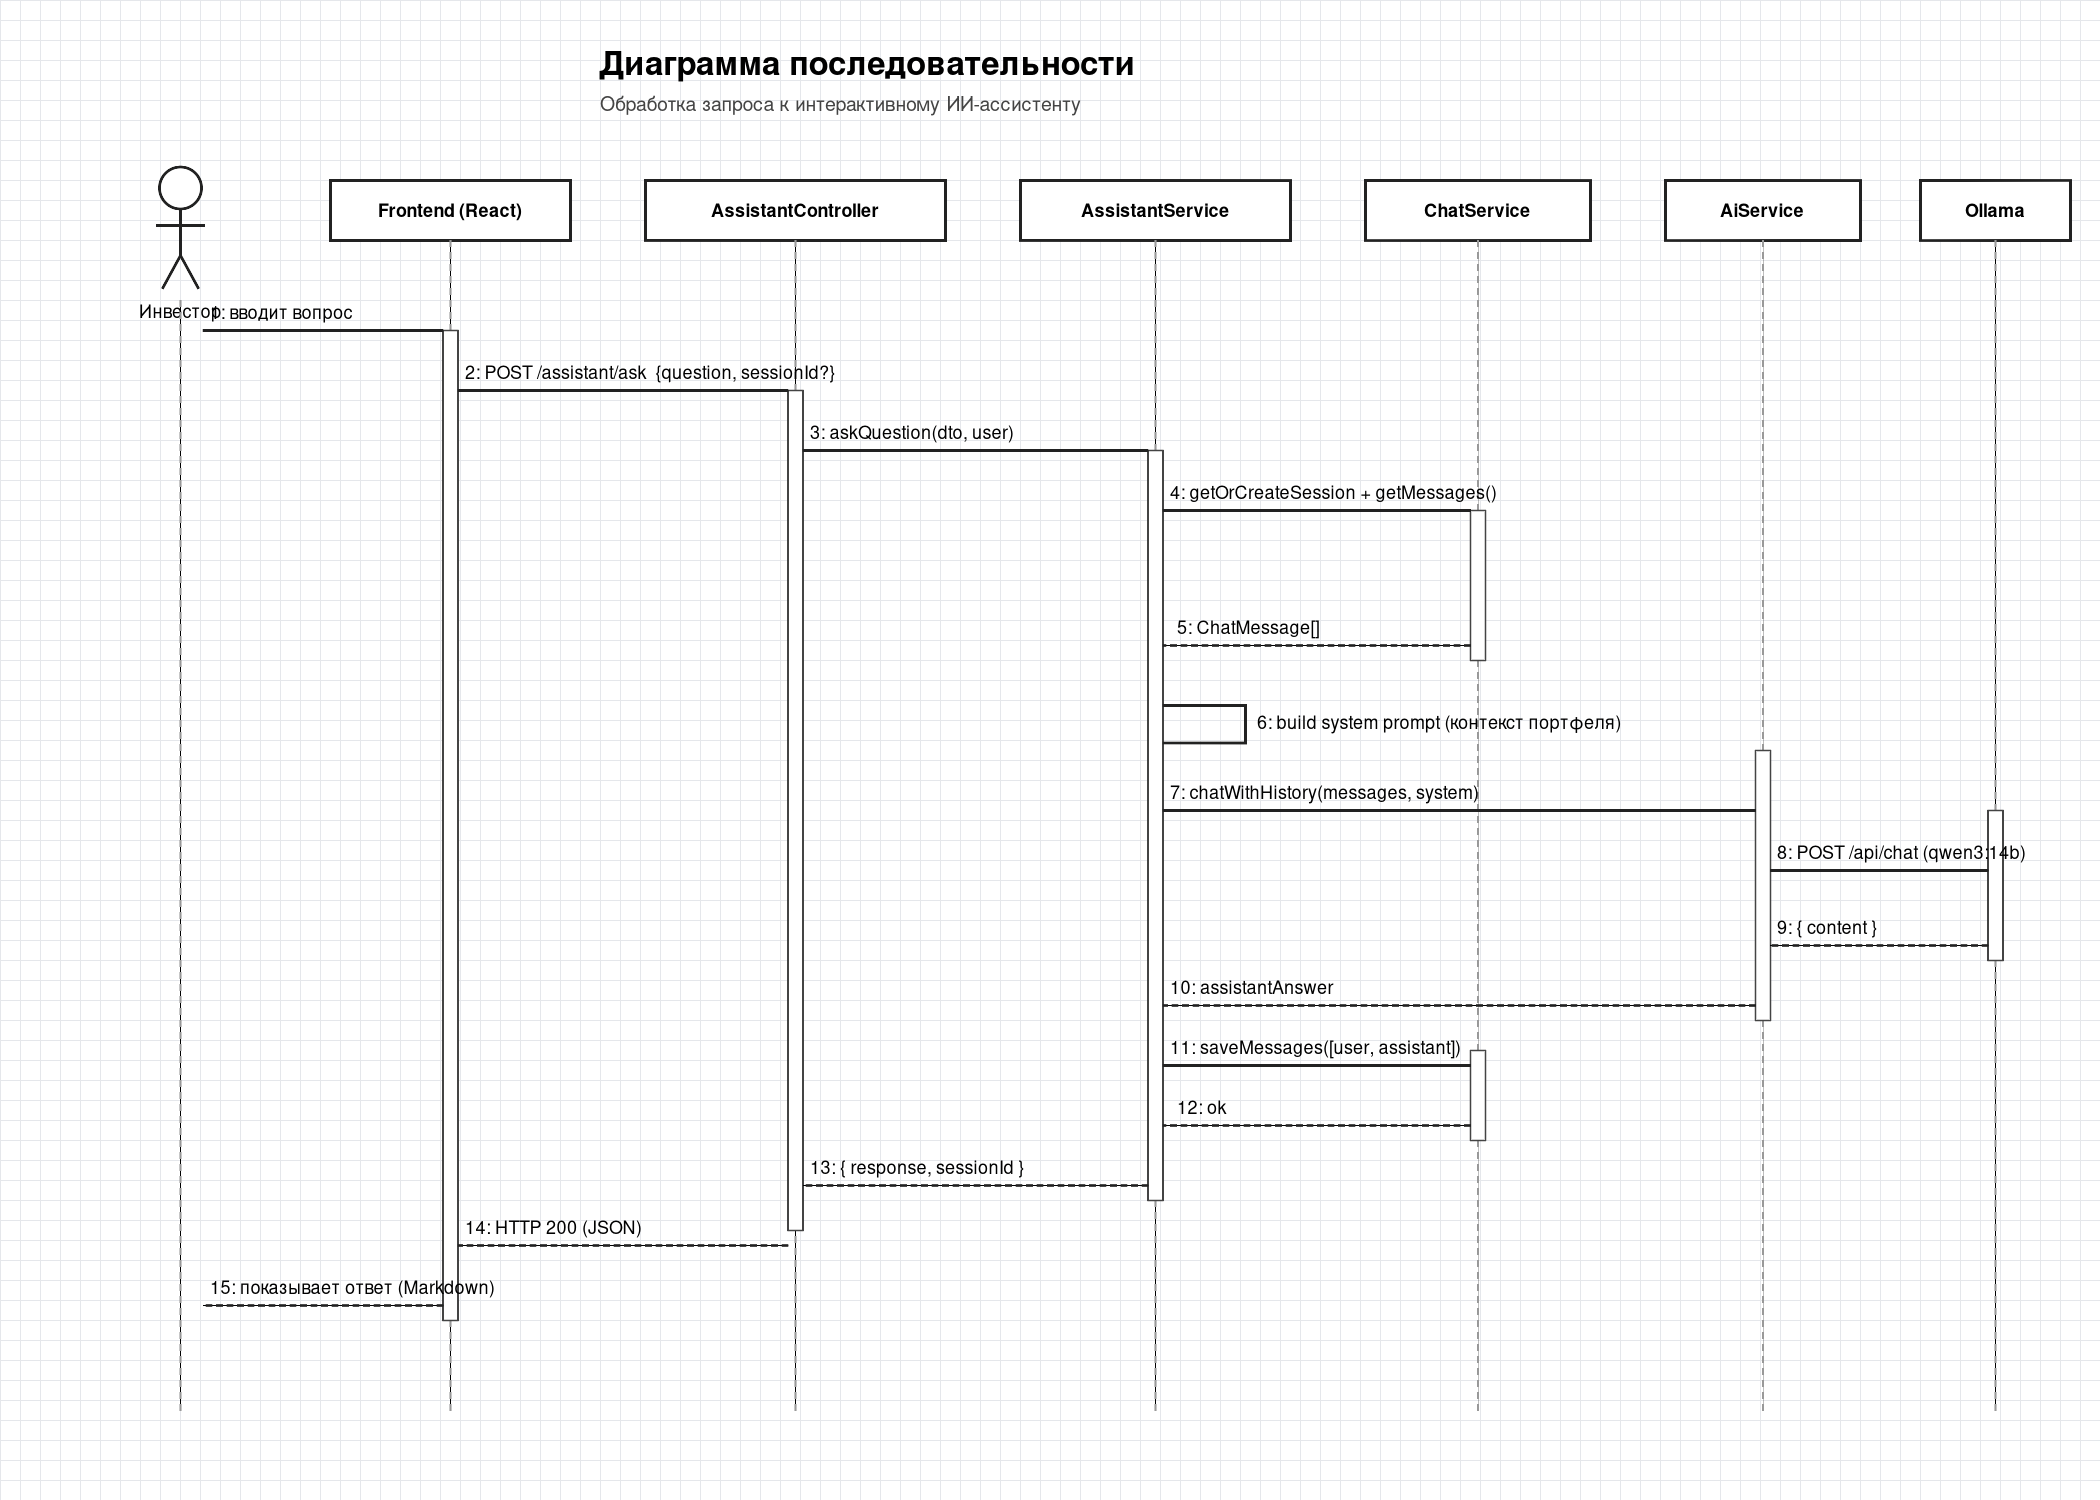 Диаграмма последовательности
Обработка запроса к интерактивному ИИ-ассистенту
Frontend (React)
AssistantController
AssistantService
ChatService
AiService
Ollama
Инвестор
1: вводит вопрос
2: POST /assistant/ask {question, sessionId?}
3: askQuestion(dto, user)
4: getOrCreateSession + getMessages()
5: ChatMessage[]
6: build system prompt (контекст портфеля)
7: chatWithHistory(messages, system)
8: POST /api/chat (qwen3:14b)
9: { content }
10: assistantAnswer
11: saveMessages([user, assistant])
12: ok
13: { response, sessionId }
14: HTTP 200 (JSON)
15: показывает ответ (Markdown)